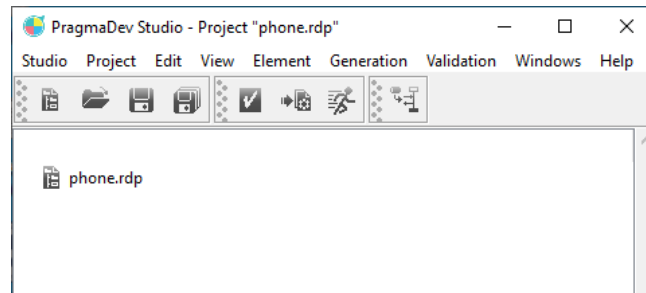 PragmaDev Studio - Project "phone.rdp"
Studio Project Edit View Element Generation Validation Windows Help
phone.rdp